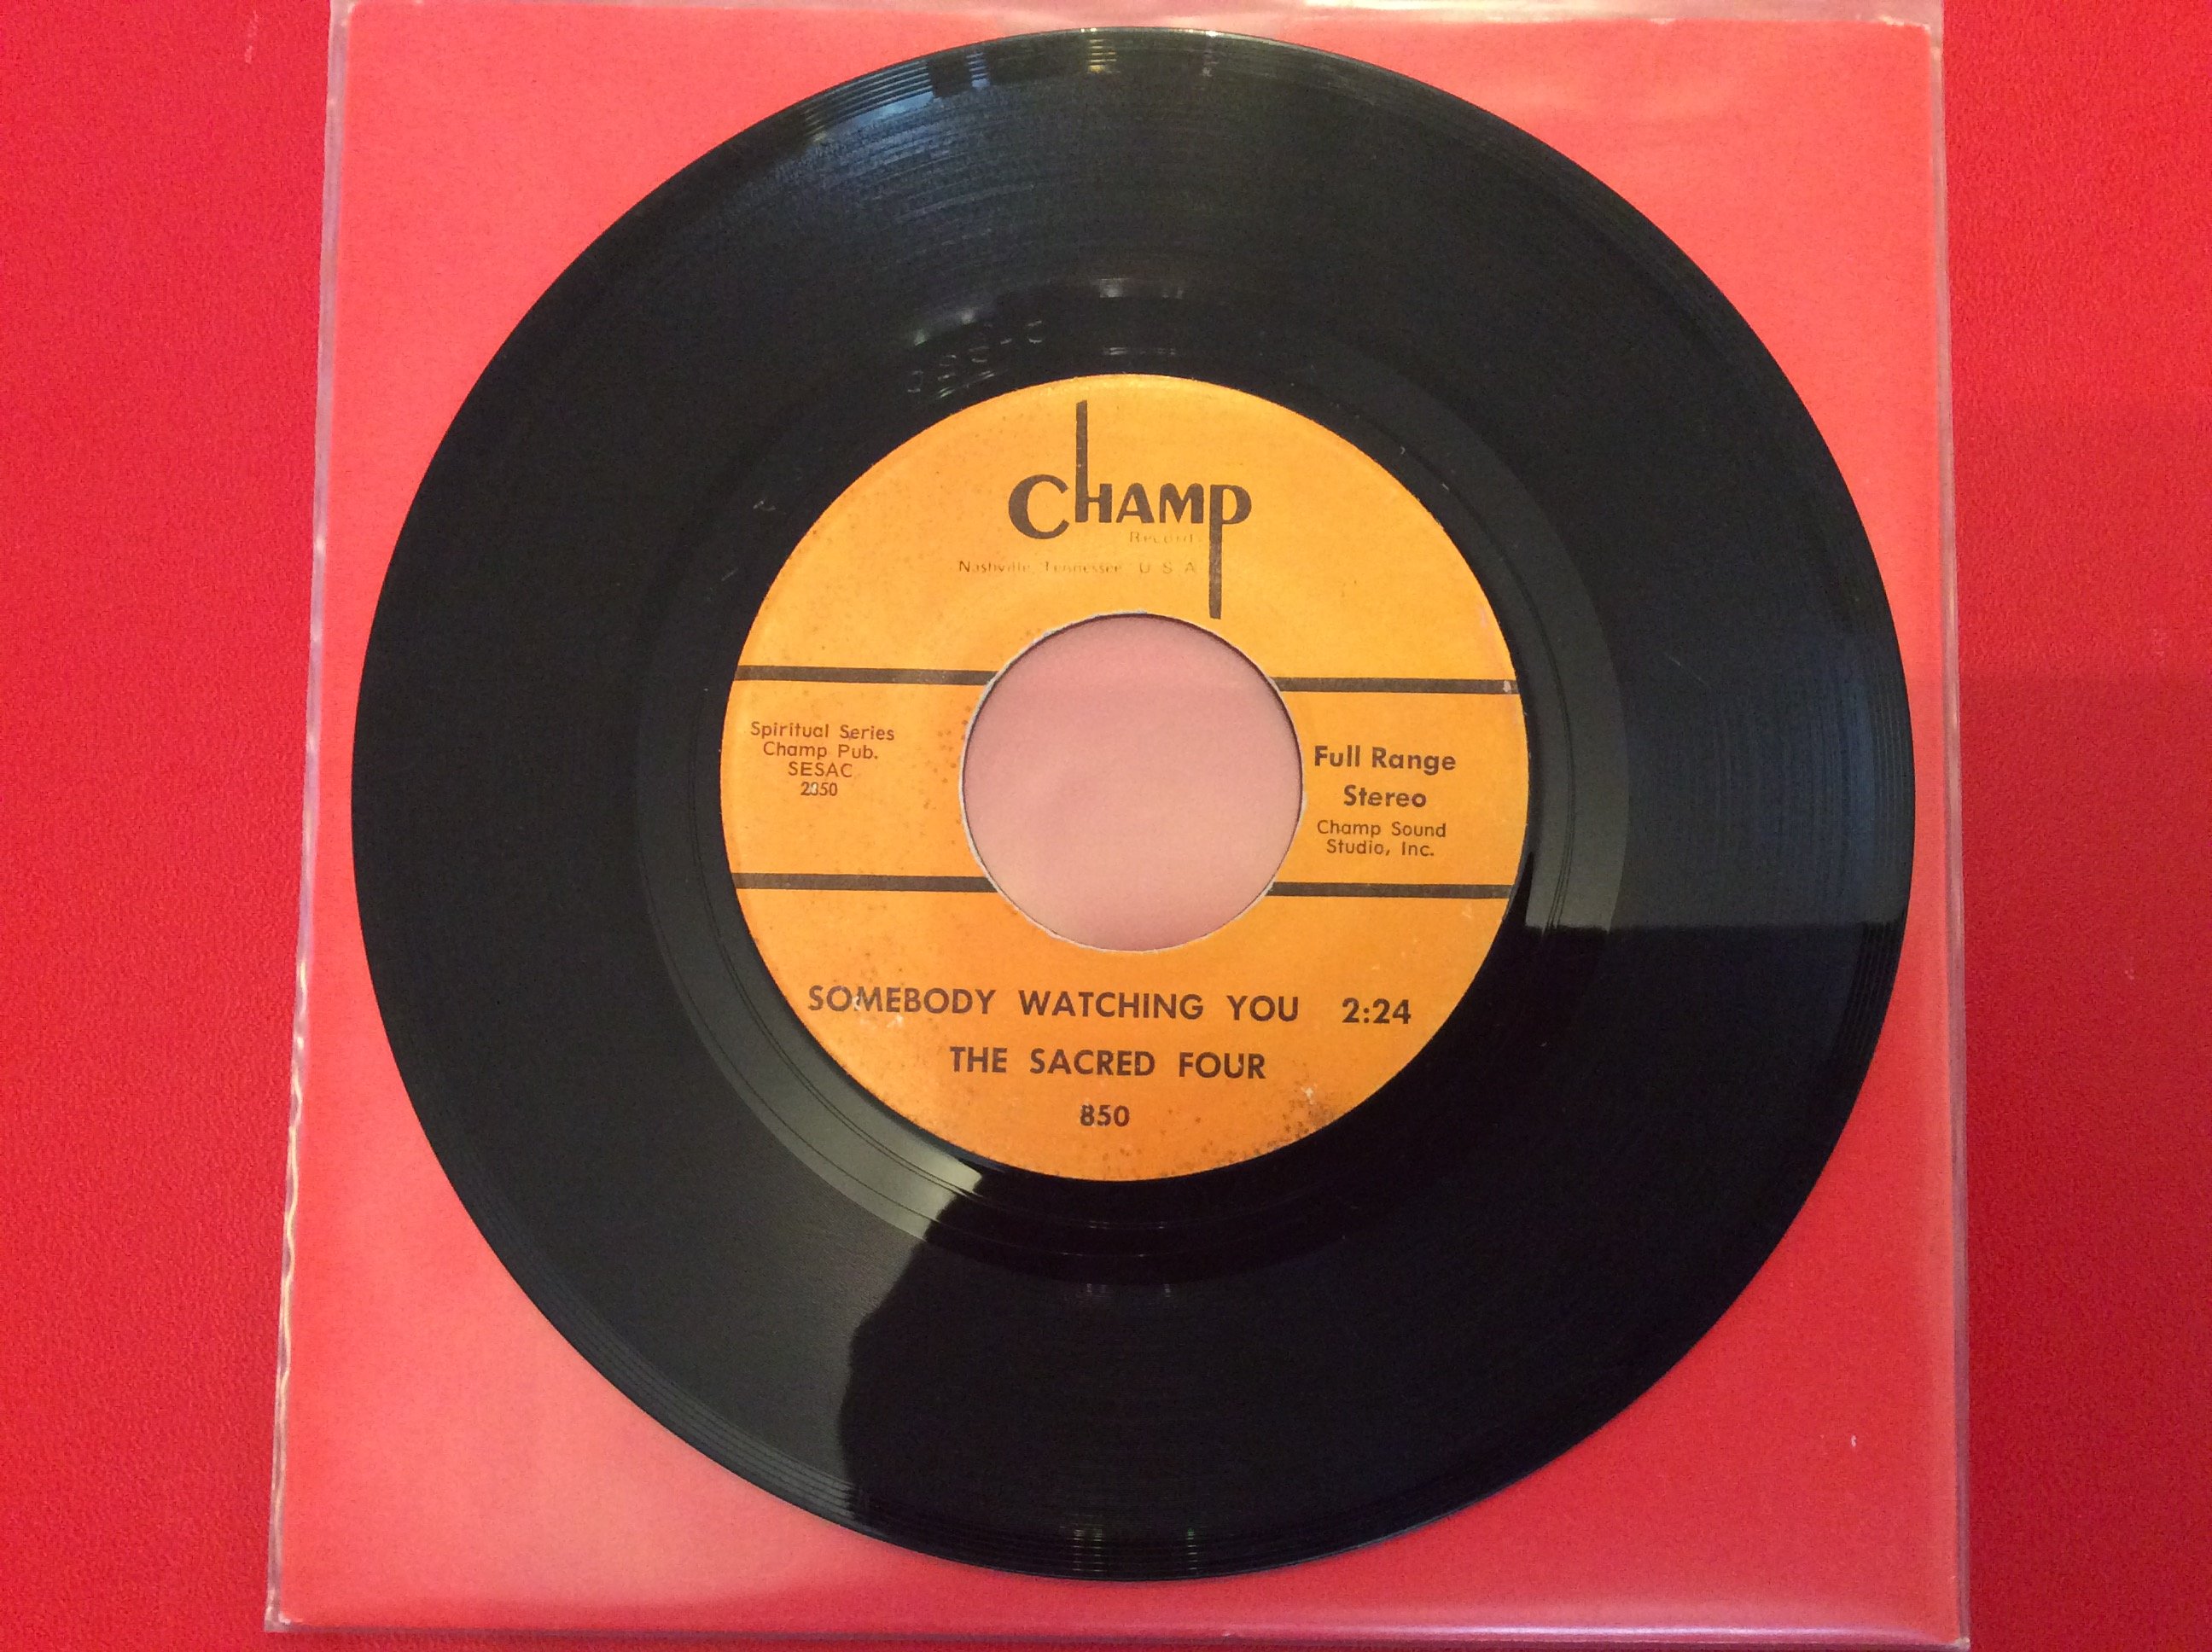 CHAMP
Records
Nashville, Tennessee U S A
Spiritual Series
Champ Pub.
SESAC
2350
Full Range
Stereo
Champ Sound
Studio, Inc.
SOMEBODY WATCHING YOU 2:24
THE SACRED FOUR
850